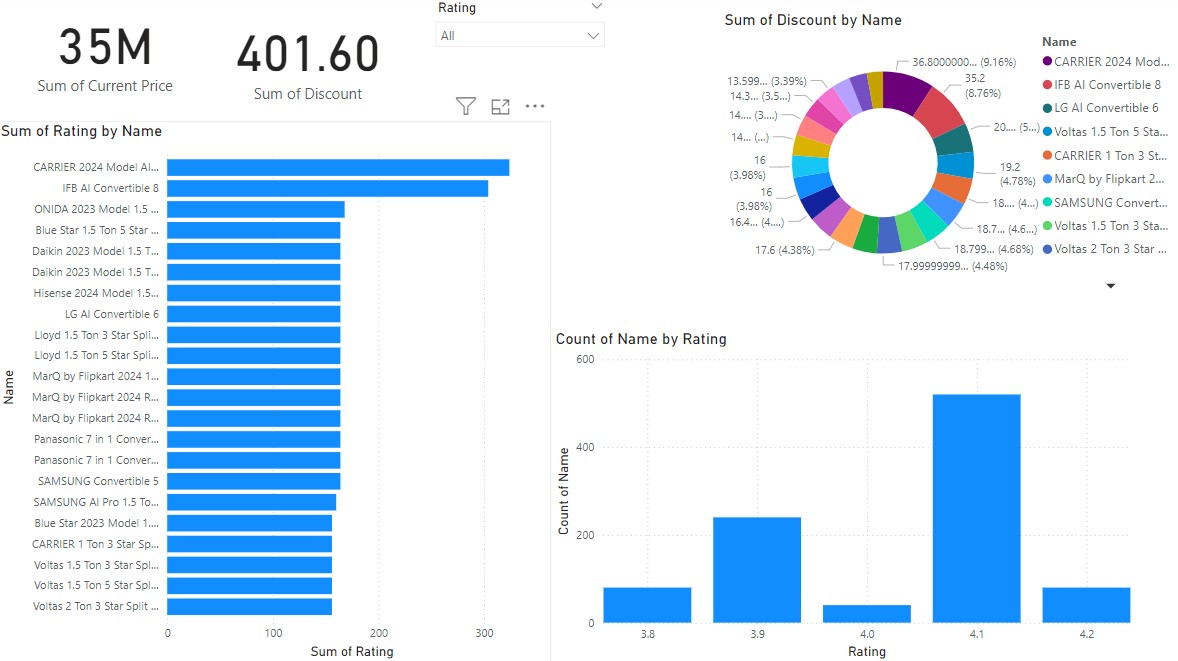 35M
Sum of Current Price
401.60
Sum of Discount
Rating
All
Sum of Rating by Name
Name
CARRIER 2024 Model AI...
IFB AI Convertible 8
ONIDA 2023 Model 1.5 ...
Blue Star 1.5 Ton 5 Star ...
Daikin 2023 Model 1.5 T...
Daikin 2023 Model 1.5 T...
Hisense 2024 Model 1.5...
LG AI Convertible 6
Lloyd 1.5 Ton 3 Star Spli...
Lloyd 1.5 Ton 5 Star Spli...
MarQ by Flipkart 2024 1...
MarQ by Flipkart 2024 R...
MarQ by Flipkart 2024 R...
Panasonic 7 in 1 Conver...
Panasonic 7 in 1 Conver...
SAMSUNG Convertible 5
SAMSUNG AI Pro 1.5 To...
Blue Star 2023 Model 1....
CARRIER 1 Ton 3 Star Sp...
Voltas 1.5 Ton 3 Star Spl...
Voltas 1.5 Ton 5 Star Spl...
Voltas 2 Ton 3 Star Split ...
0 100 200 300
Sum of Rating
Sum of Discount by Name
36.8000000... (9.16%)
35.2
(8.76%)
20.... (5...)
19.2
(4.78%)
18.... (4...)
18.7... (4.6...)
18.799... (4.68%)
17.99999999... (4.48%)
17.6 (4.38%)
16.4... (4....)
16
(3.98%)
16
(3.98%)
14.... (...)
14.... (3....)
14.3... (3.5...)
13.599... (3.39%)
Name
CARRIER 2024 Mod...
IFB AI Convertible 8
LG AI Convertible 6
Voltas 1.5 Ton 5 Sta...
CARRIER 1 Ton 3 St...
MarQ by Flipkart 2...
SAMSUNG Convert...
Voltas 1.5 Ton 3 Sta...
Voltas 2 Ton 3 Star ...
Count of Name by Rating
Count of Name
600
400
200
0
3.8 3.9 4.0 4.1 4.2
Rating